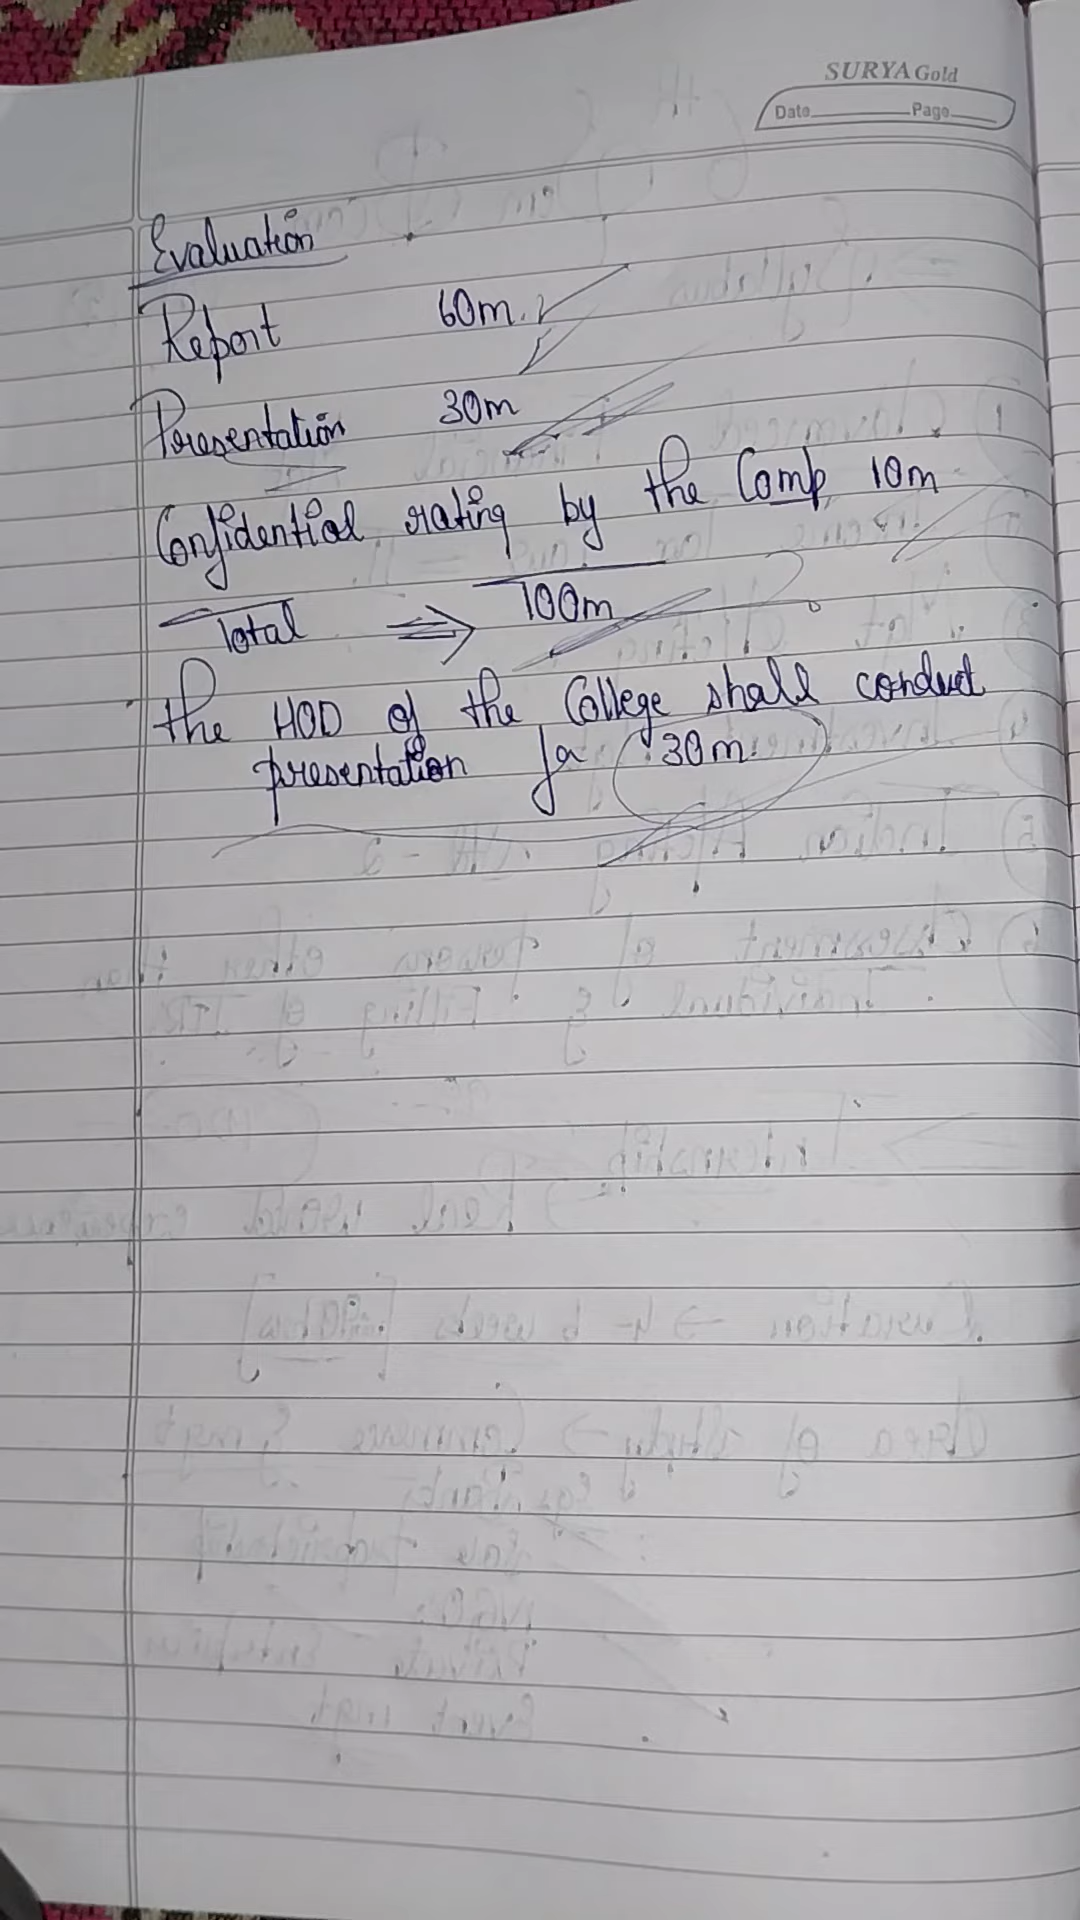 SURYA Gold
Date Page
Evaluation
Report 60m.
Presentation 30m
Confidential rating by the Comp 10m
Total ⇒ 100m
the HOD of the College shall conduct
presentation for 30m.